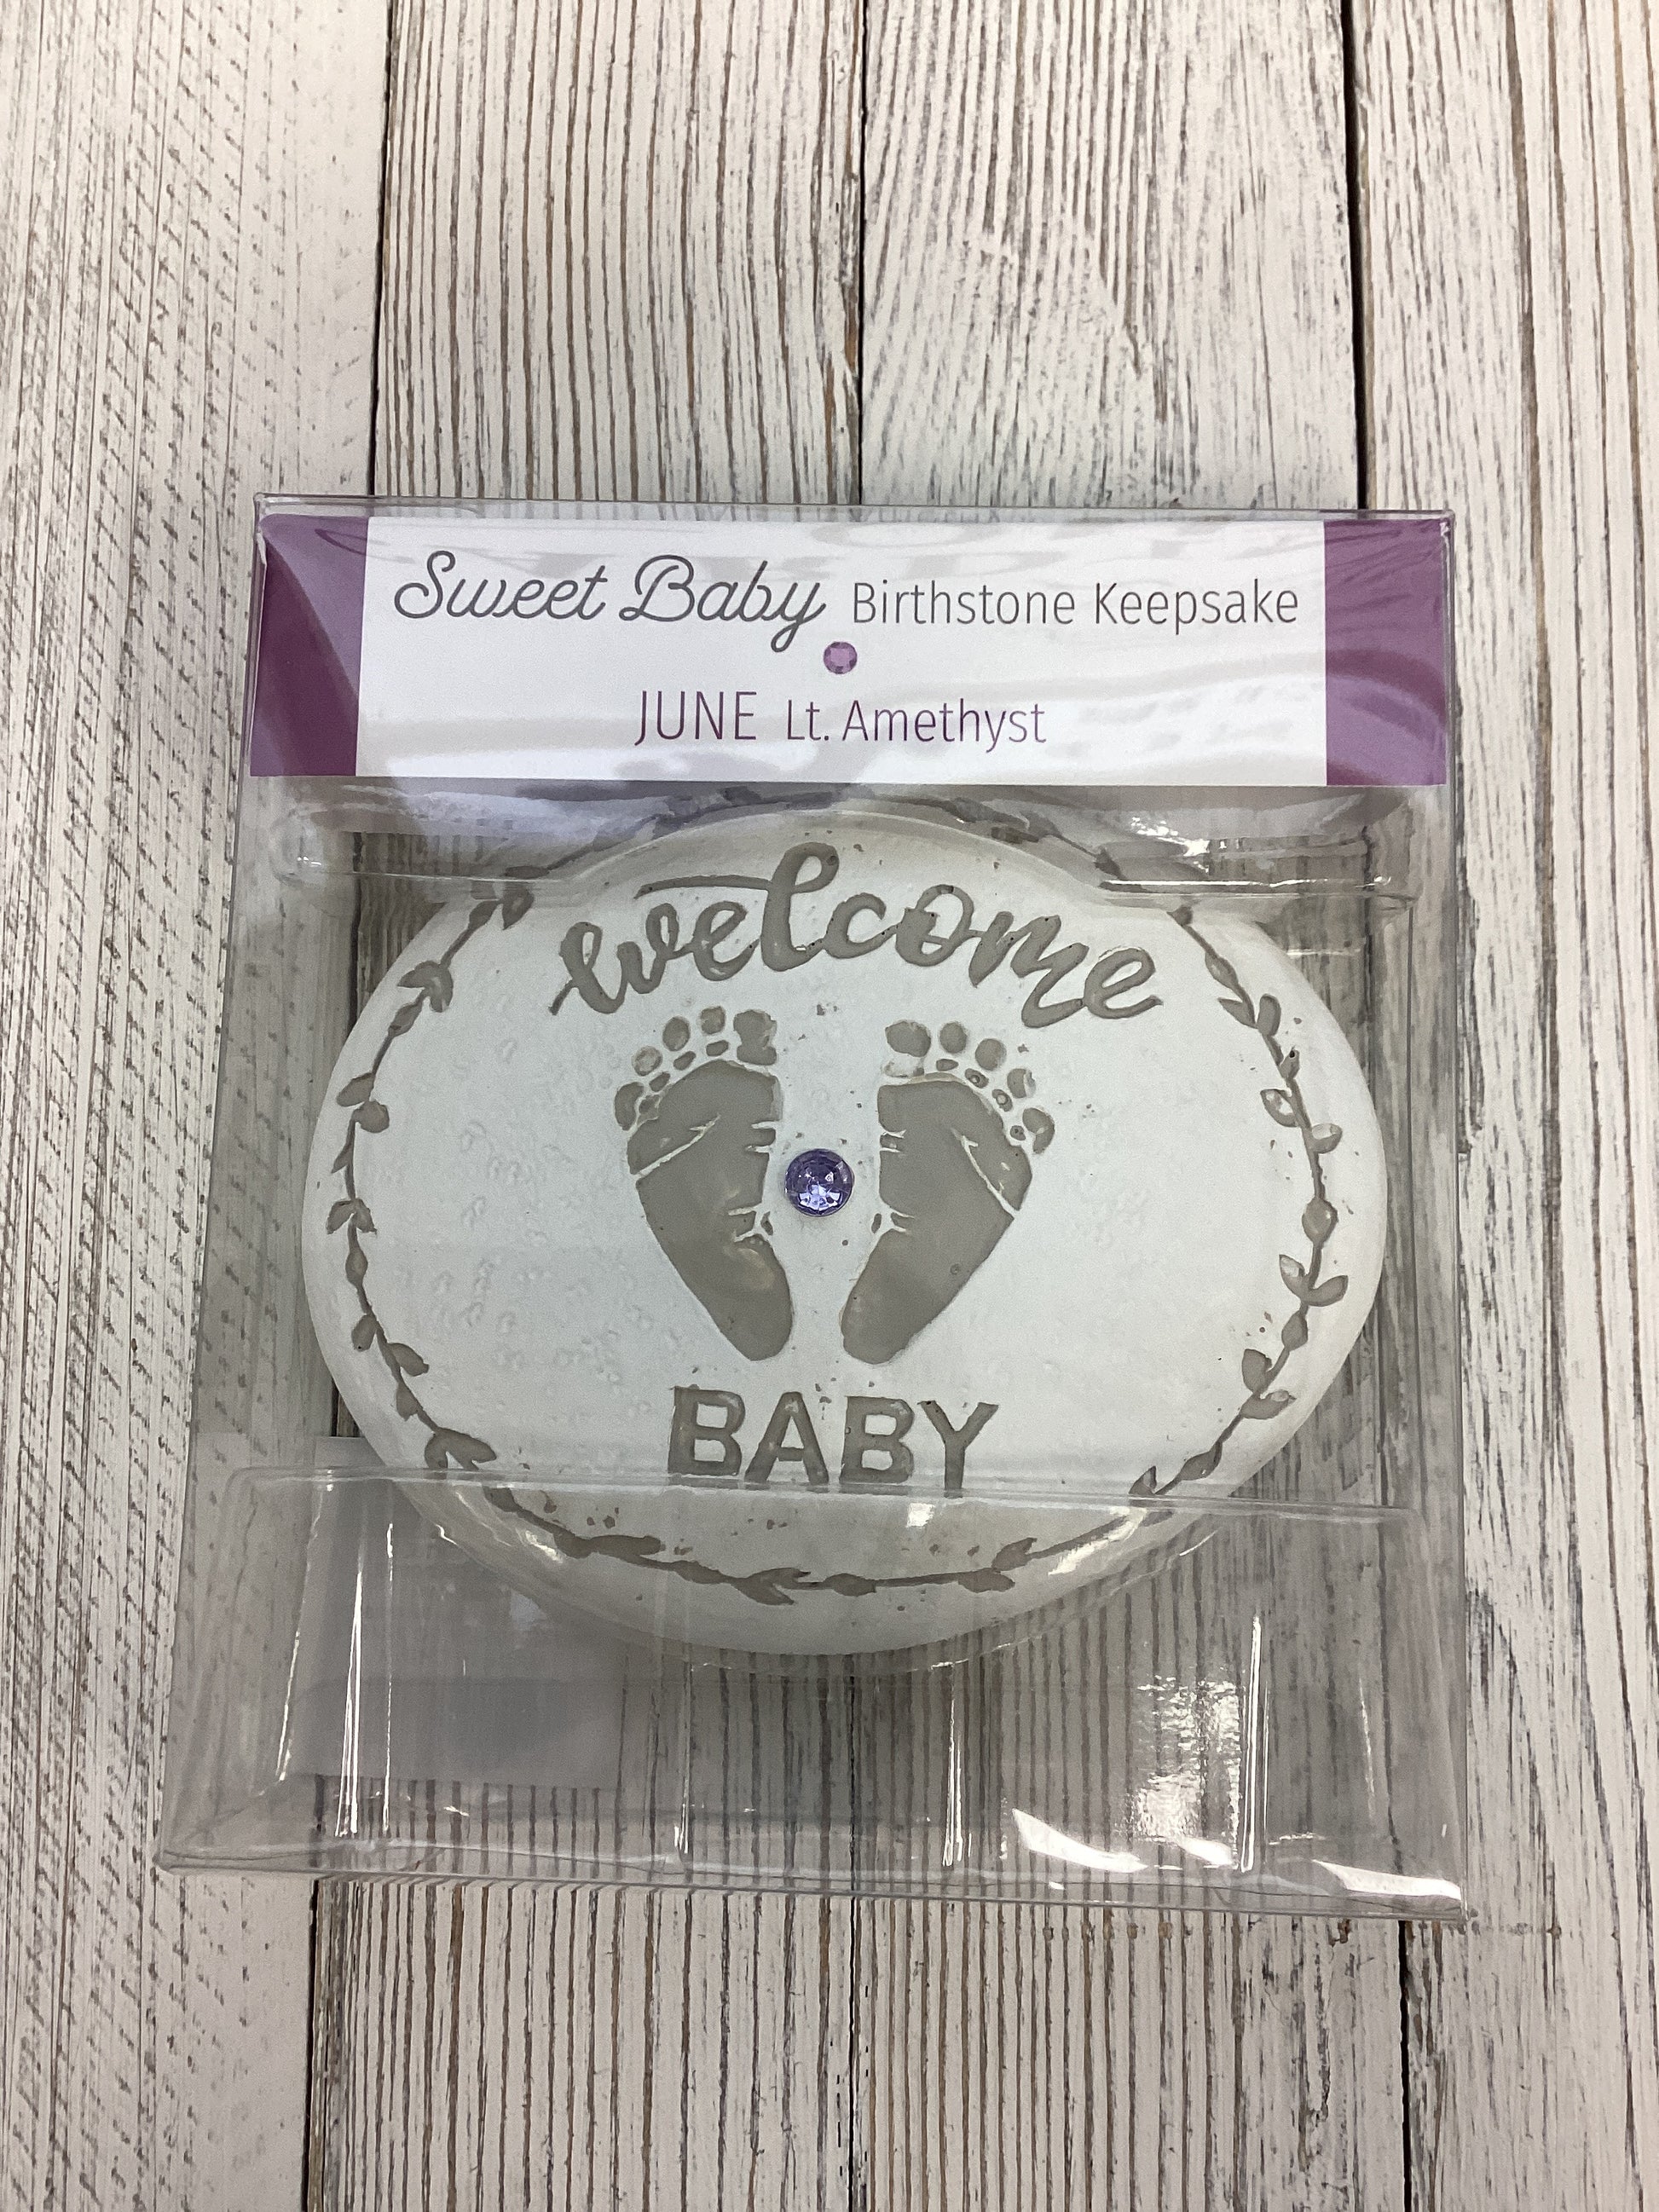 Sweet Baby Birthstone Keepsake
JUNE Lt. Amethyst
welcome
BABY